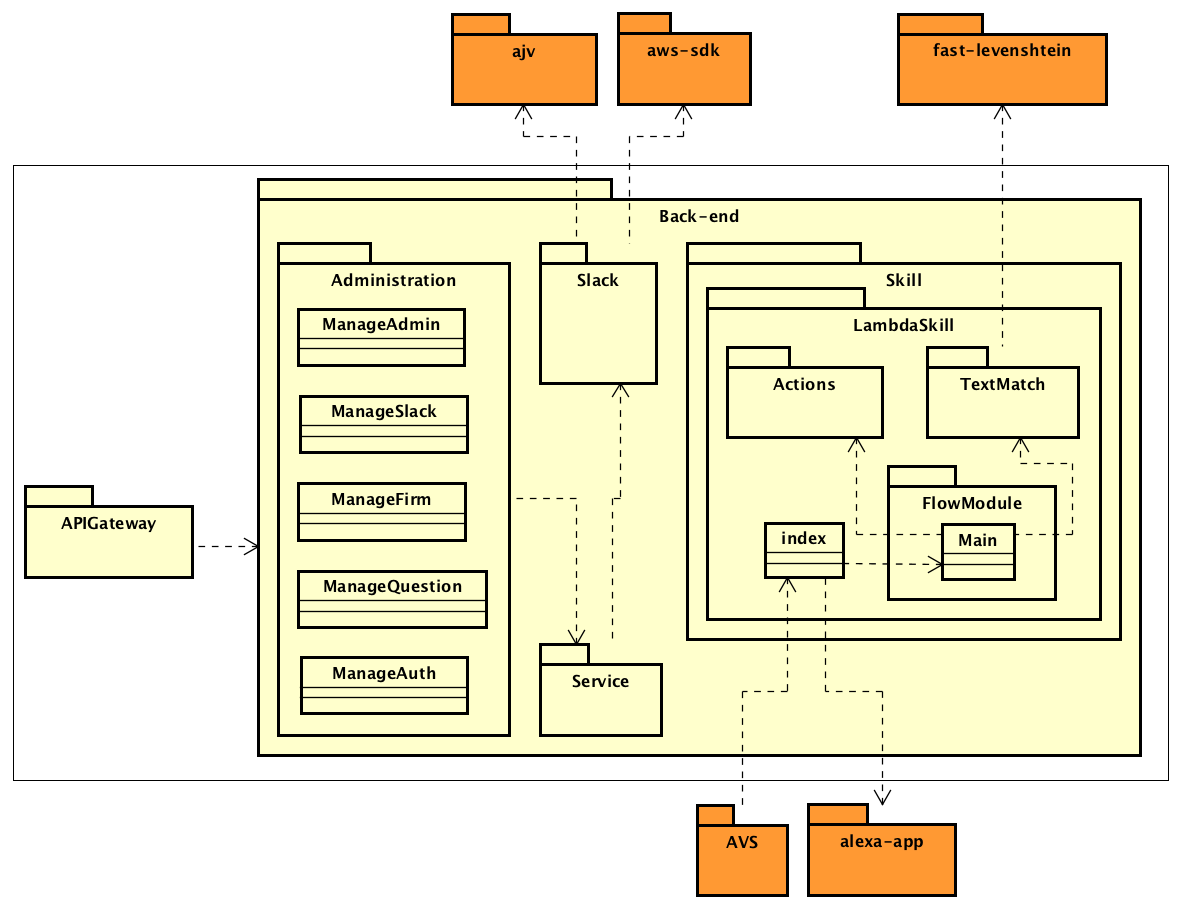 ajv
aws-sdk
fast-levenshtein
Back-end
Administration
ManageAdmin
ManageSlack
ManageFirm
ManageQuestion
ManageAuth
Slack
Service
Skill
LambdaSkill
Actions
TextMatch
FlowModule
index
Main
APIGateway
AVS
alexa-app